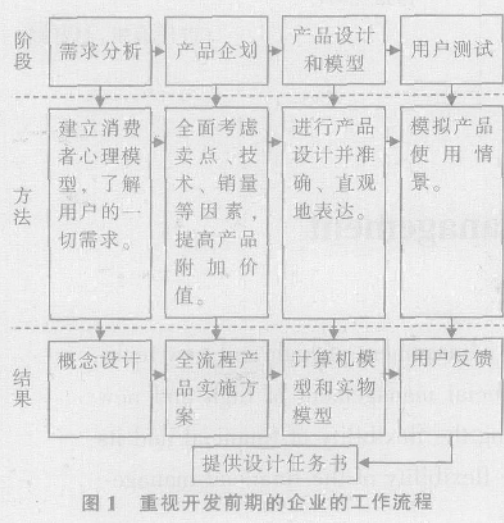 阶段
需求分析
产品企划
产品设计
和模型
用户测试
方法
建立消费
者心理模
型,了解
用户的一
切需求。
全面考虑
卖点、技
术、销量
等因素,
提高产品
附加价
值。
进行产品
设计并准
确、直观
地表达。
模拟产品
使用情
景。
结果
概念设计
全流程产
品实施方
案
计算机模
型和实物
模型
用户反馈
提供设计任务书
图1 重视开发前期的企业的工作流程